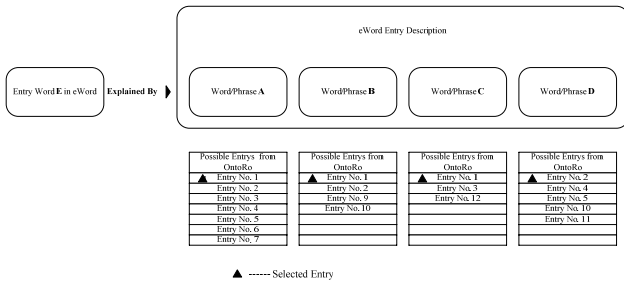 eWord Entry Description
Entry Word E in eWord
Explained By
Word/Phrase A
Word/Phrase B
Word/Phrase C
Word/Phrase D
Possible Entrys from
OntoRo
Entry No. 1
Entry No. 2
Entry No. 3
Entry No. 4
Entry No. 5
Entry No. 6
Entry No. 7
Possible Entrys from
OntoRo
Entry No. 1
Entry No. 2
Entry No. 9
Entry No. 10
Possible Entrys from
OntoRo
Entry No. 1
Entry No. 3
Entry No. 12
Possible Entrys from
OntoRo
Entry No. 2
Entry No. 4
Entry No. 5
Entry No. 10
Entry No. 11
------ Selected Entry